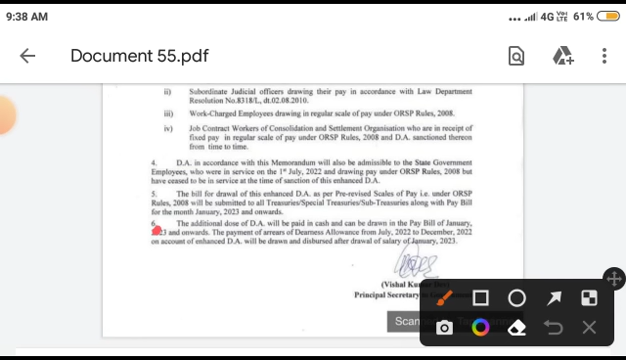 9:38 AM
4G VoLTE 61%
Document 55.pdf
ii) Subordinate Judicial officers drawing their pay in accordance with Law Department
Resolution No.8318/L, dt.02.08.2010.
iii) Work-Charged Employees drawing in regular scale of pay under ORSP Rules, 2008.
iv) Job Contract Workers of Consolidation and Settlement Organisation who are in receipt of
fixed pay in regular scale of pay under ORSP Rules, 2008 and D.A. sanctioned thereon
from time to time.
4. D.A. in accordance with this Memorandum will also be admissible to the State Government
Employees, who were in service on the 1st July, 2022 and drawing pay under ORSP Rules, 2008 but
have ceased to be in service at the time of sanction of this enhanced D.A.
5. The bill for drawal of this enhanced D.A. as per Pre-revised Scales of Pay i.e. under ORSP
Rules, 2008 will be submitted to all Treasuries/Special Treasuries/Sub-Treasuries along with Pay Bill
for the month January, 2023 and onwards.
6. The additional dose of D.A. will be paid in cash and can be drawn in the Pay Bill of January,
23 and onwards. The payment of arrears of Dearness Allowance from July, 2022 to December, 2022
on account of enhanced D.A. will be drawn and disbursed after drawal of salary of January, 2023.
(Vishal Ku
Principal Secretary
Scan